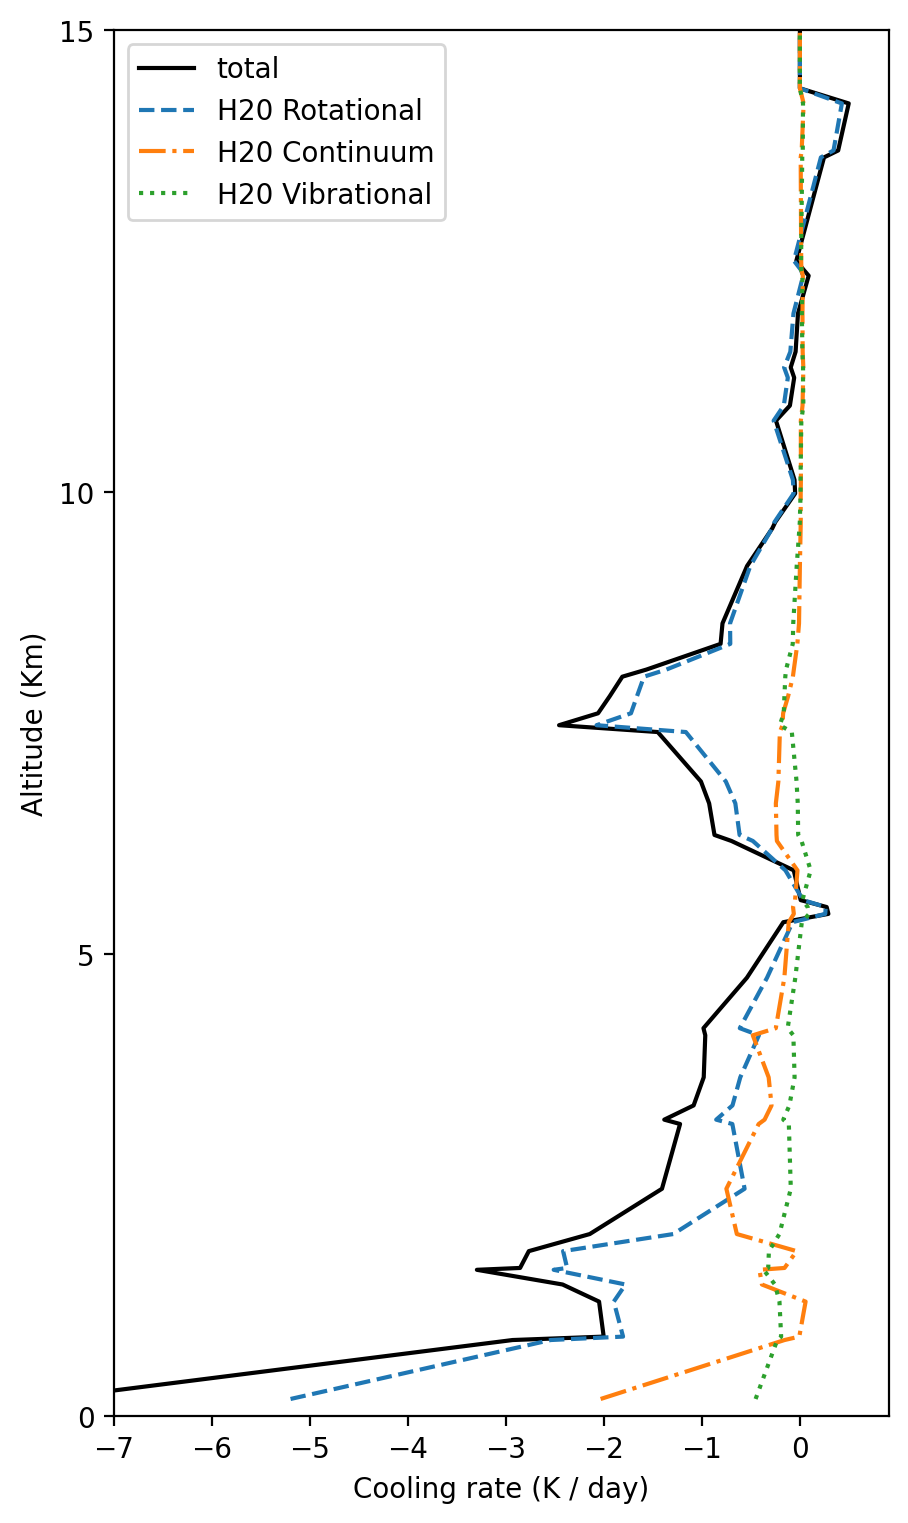 15
total
H20 Rotational
H20 Continuum
H20 Vibrational
10
Altitude (Km)
5
0
−7 −6 −5 −4 −3 −2 −1 0
Cooling rate (K / day)